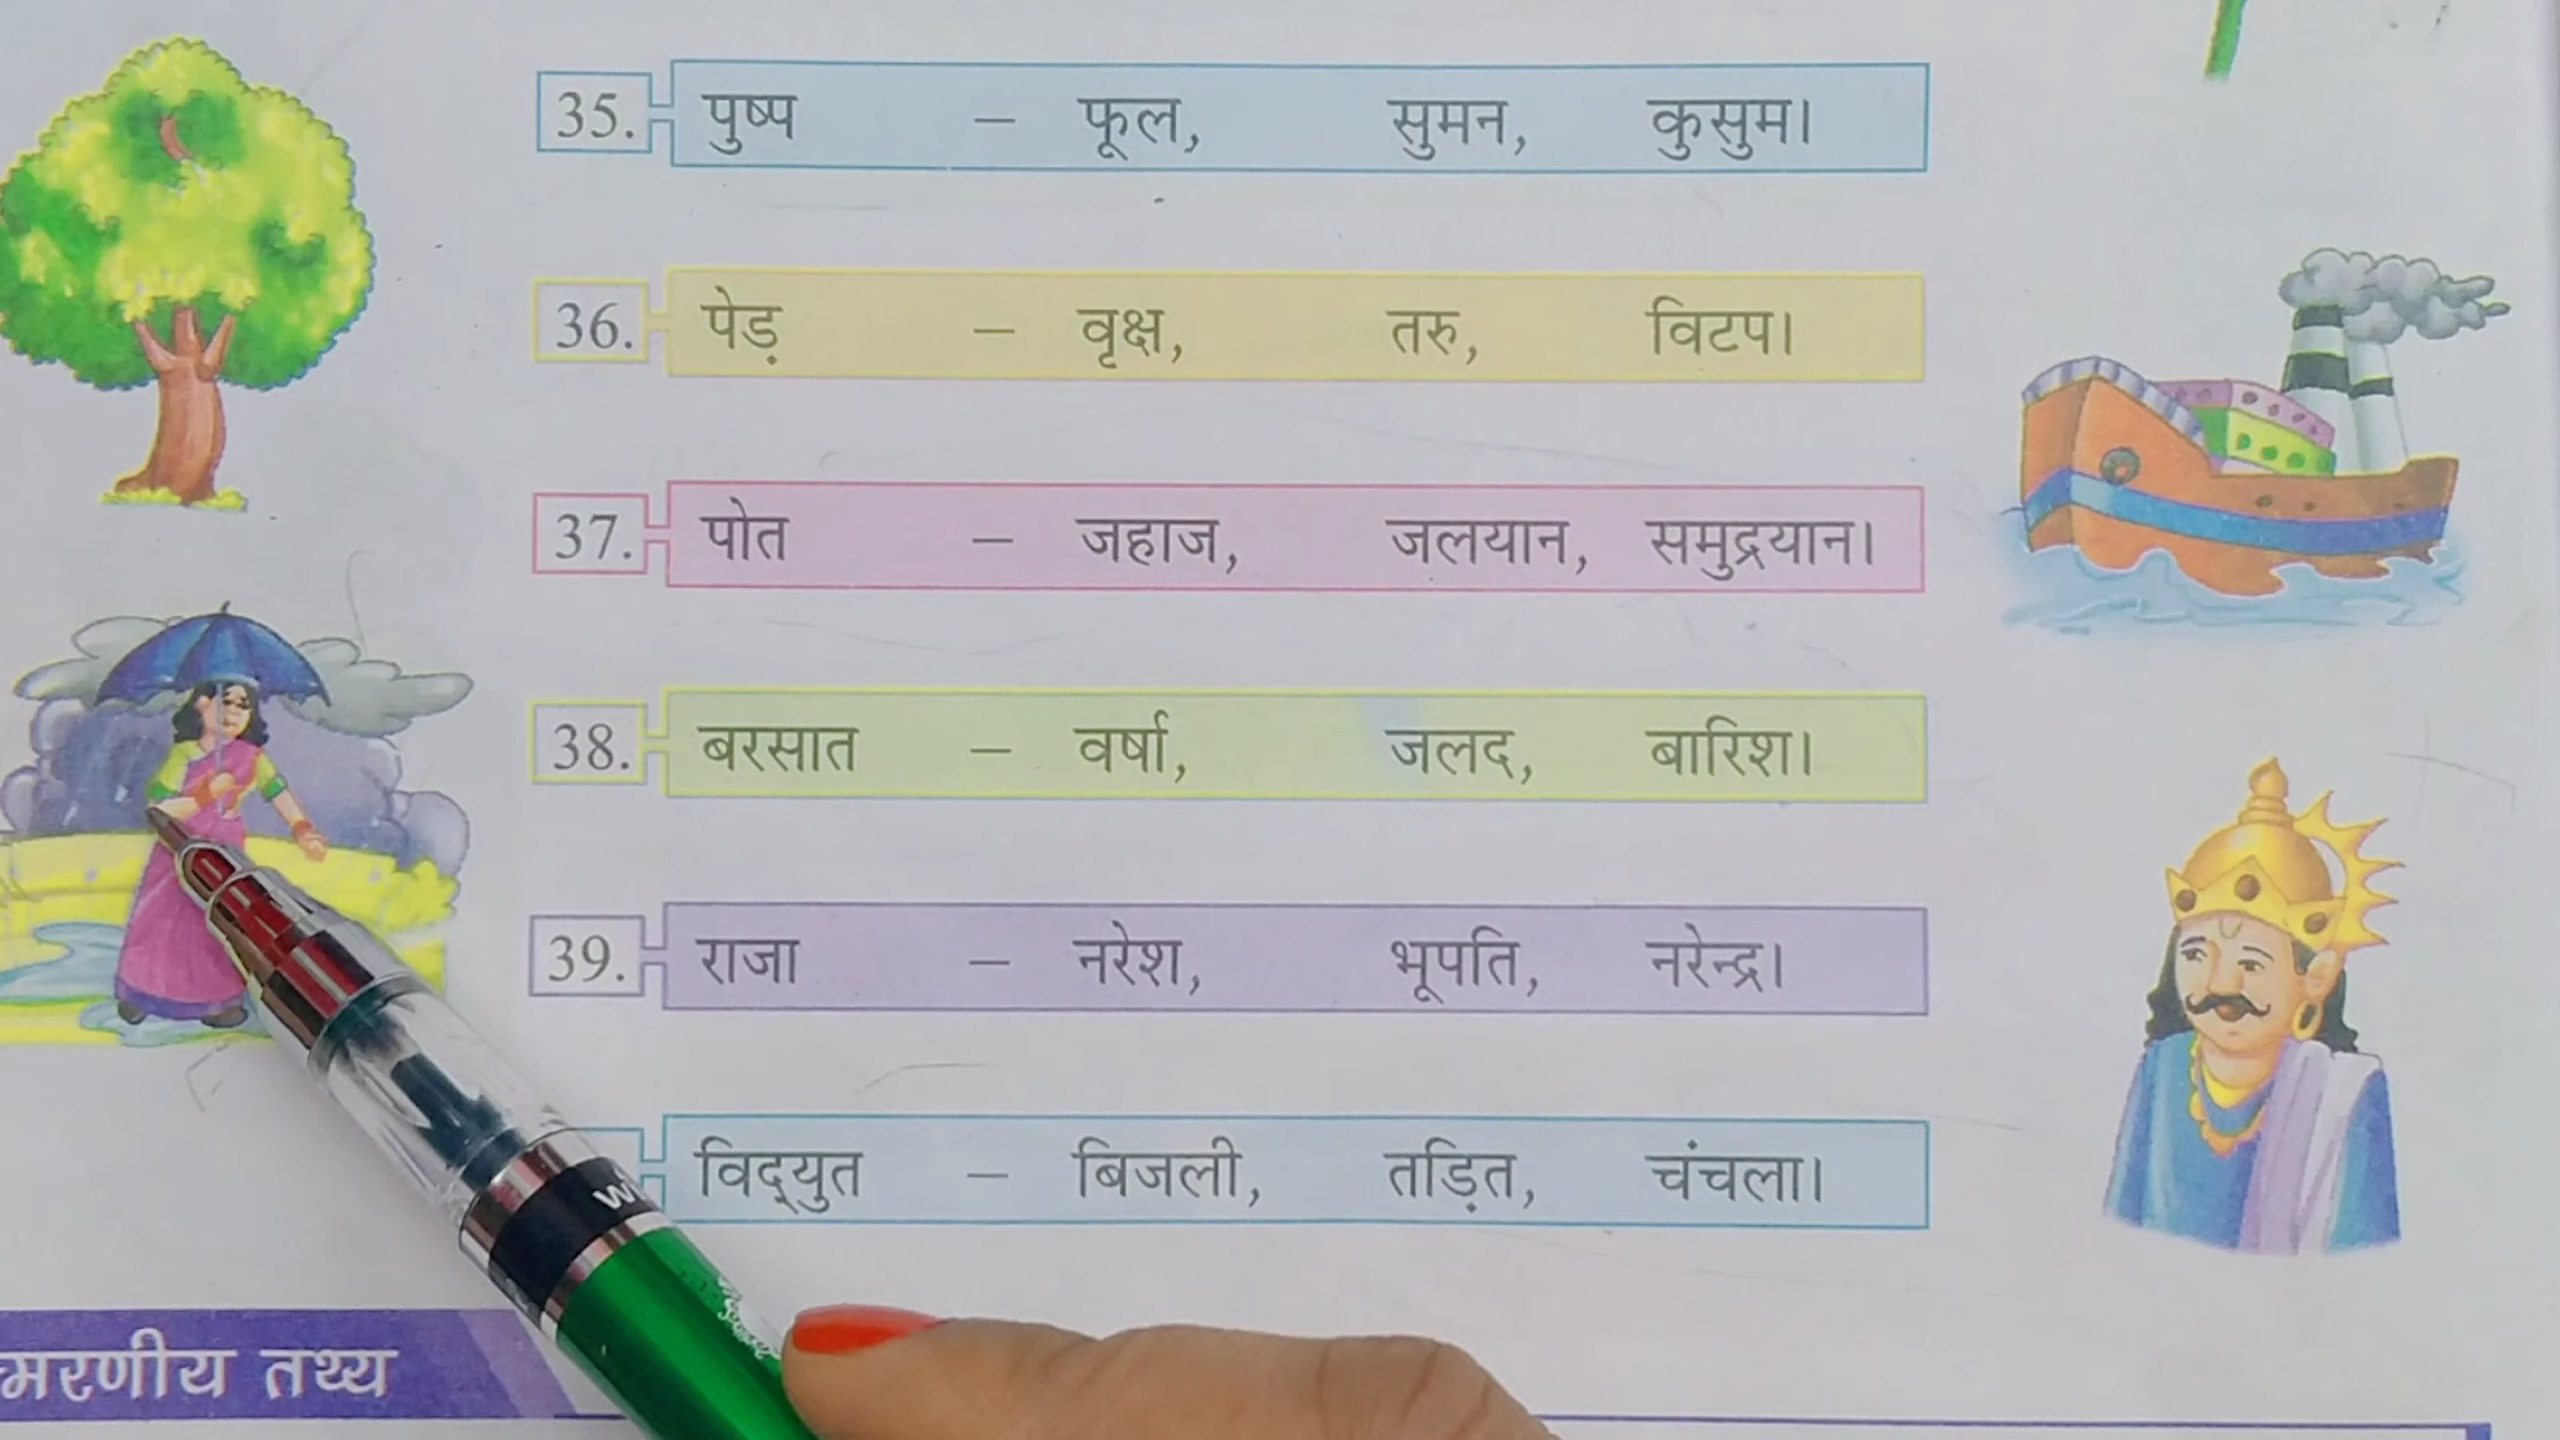 35. पुष्प – फूल, सुमन, कुसुम।
36. पेड़ – वृक्ष, तरु, विटप।
37. पोत – जहाज, जलयान, समुद्रयान।
38. बरसात – वर्षा, जलद, बारिश।
39. राजा – नरेश, भूपति, नरेन्द्र।
विद्‌युत – बिजली, तड़ित, चंचला।
मरणीय तथ्य